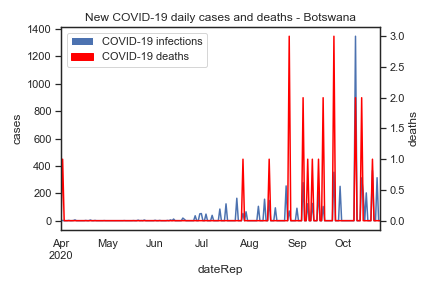 New COVID-19 daily cases and deaths - Botswana
COVID-19 infections
COVID-19 deaths
1400
1200
1000
800
600
400
200
0
cases
3.0
2.5
2.0
1.5
1.0
0.5
0.0
deaths
Apr May Jun Jul Aug Sep Oct
2020
dateRep